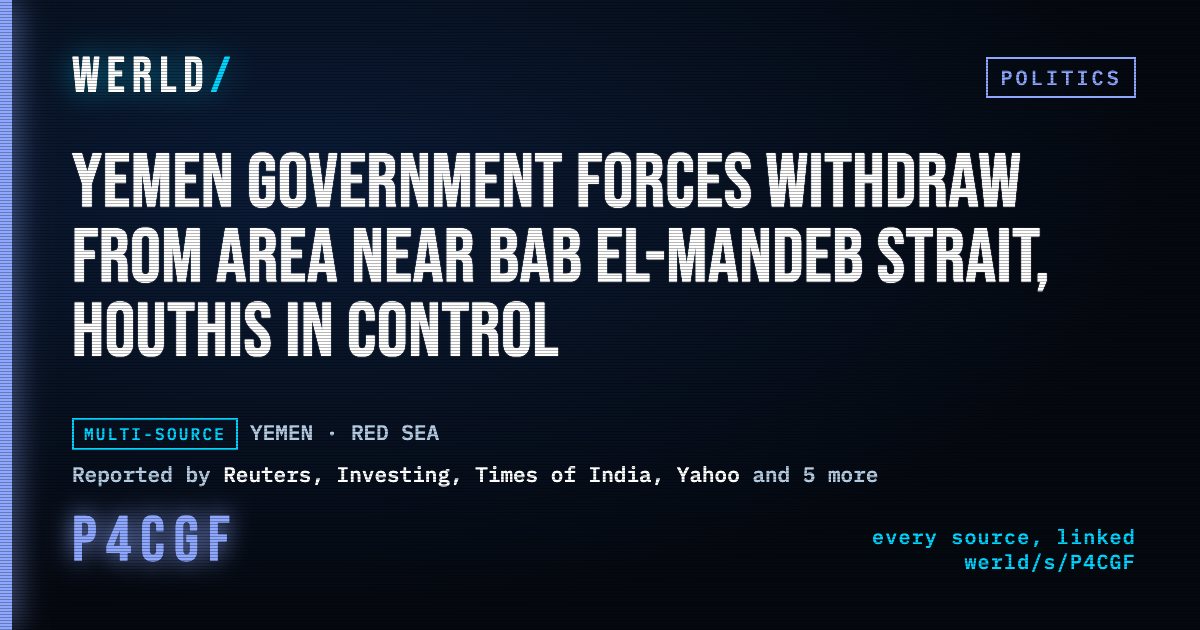 WERLD/
POLITICS
YEMEN GOVERNMENT FORCES WITHDRAW
FROM AREA NEAR BAB EL-MANDEB STRAIT,
HOUTHIS IN CONTROL
MULTI-SOURCE YEMEN · RED SEA
Reported by Reuters, Investing, Times of India, Yahoo and 5 more
P4CGF
every source, linked
werld/s/P4CGF